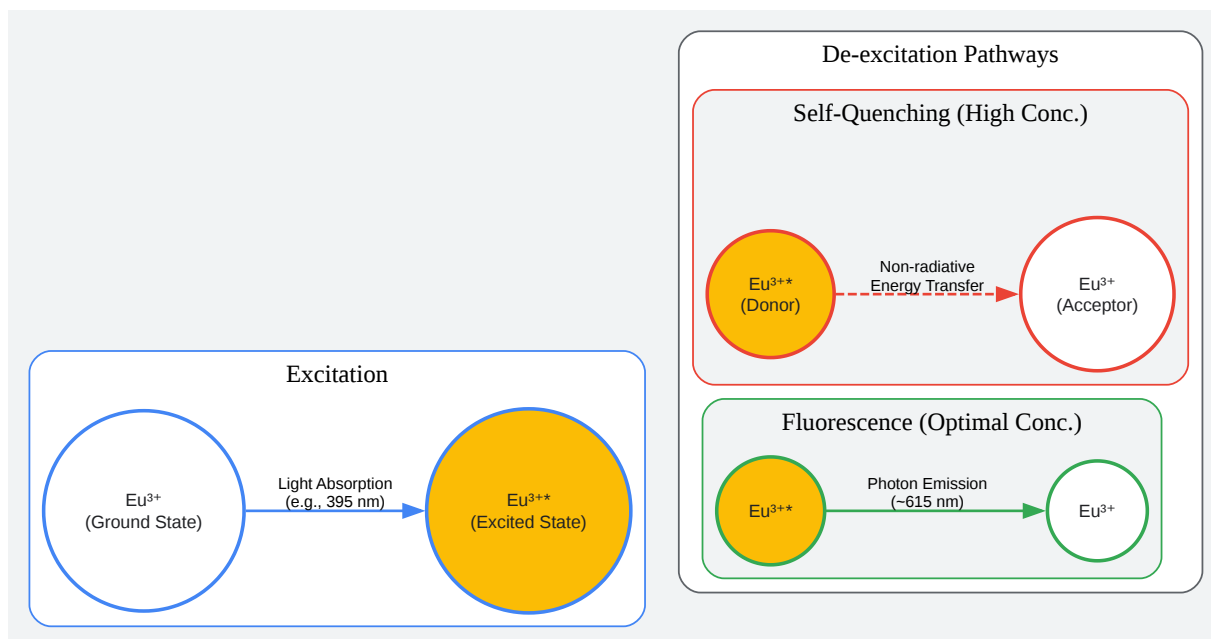 De-excitation Pathways
Self-Quenching (High Conc.)
Eu³⁺*
(Donor)
Non-radiative
Energy Transfer
Eu³⁺
(Acceptor)
Excitation
Eu³⁺
(Ground State)
Light Absorption
(e.g., 395 nm)
Eu³⁺*
(Excited State)
Fluorescence (Optimal Conc.)
Eu³⁺*
Photon Emission
(~615 nm)
Eu³⁺